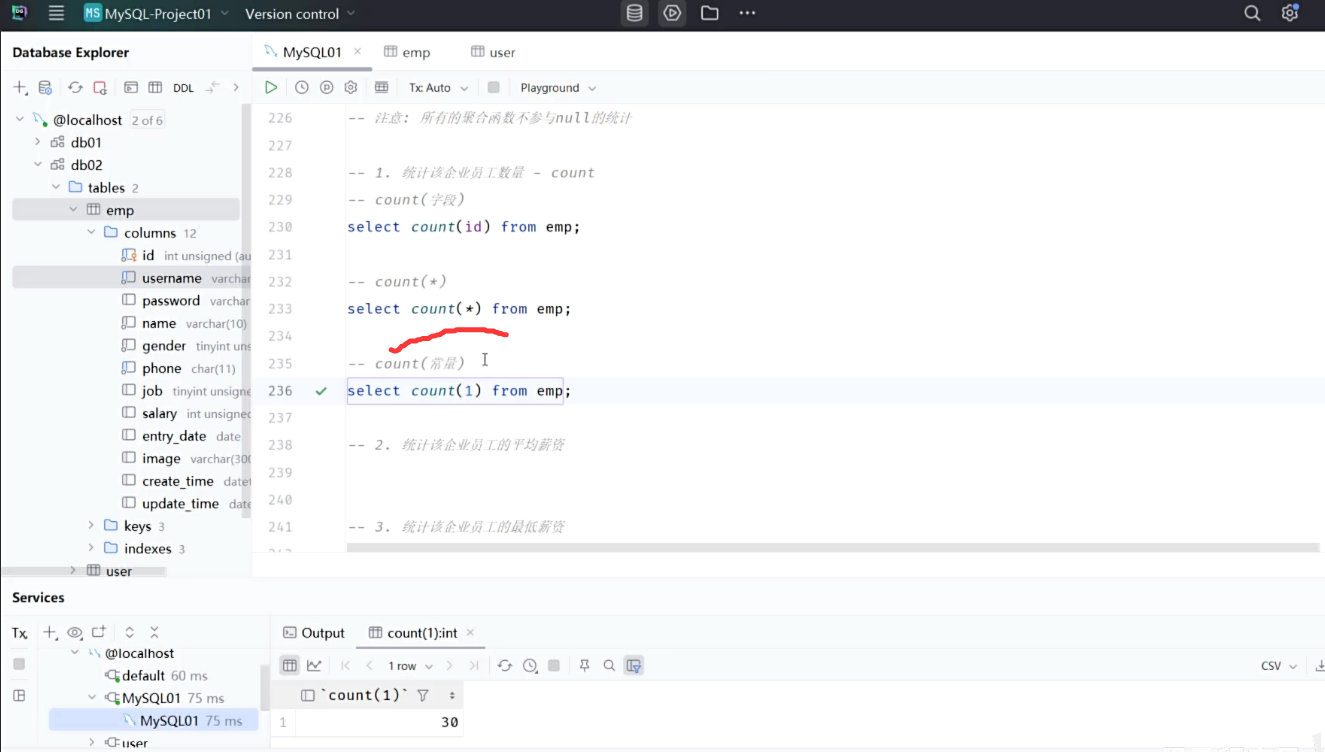 MS MySQL-Project01 Version control
Database Explorer
MySQL01 emp user
DDL
Tx: Auto Playground
@localhost 2 of 6
db01
db02
tables 2
emp
columns 12
id int unsigned (au
username varchar
password varchar
name varchar(10)
gender tinyint uns
phone char(11)
job tinyint unsigne
salary int unsigned
entry_date date
image varchar(300
create_time datet
update_time date
keys 3
indexes 3
user
226 -- 注意: 所有的聚合函数不参与null的统计
227
228 -- 1. 统计该企业员工数量 - count
229 -- count(字段)
230 select count(id) from emp;
231
232 -- count(*)
233 select count(*) from emp;
234
235 -- count(常量)
236 select count(1) from emp;
237
238 -- 2. 统计该企业员工的平均薪资
239
240
241 -- 3. 统计该企业员工的最低薪资
Services
Tx
@localhost
default 60 ms
MySQL01 75 ms
MySQL01 75 ms
user
Output count(1):int
1 row
CSV
`count(1)`
1 30